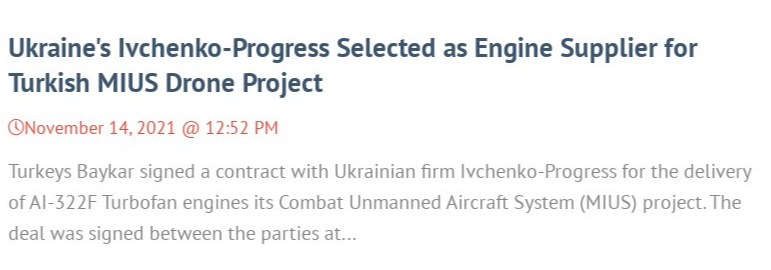 Ukraine's Ivchenko-Progress Selected as Engine Supplier for
Turkish MIUS Drone Project
November 14, 2021 @ 12:52 PM
Turkeys Baykar signed a contract with Ukrainian firm Ivchenko-Progress for the delivery
of AI-322F Turbofan engines its Combat Unmanned Aircraft System (MIUS) project. The
deal was signed between the parties at...